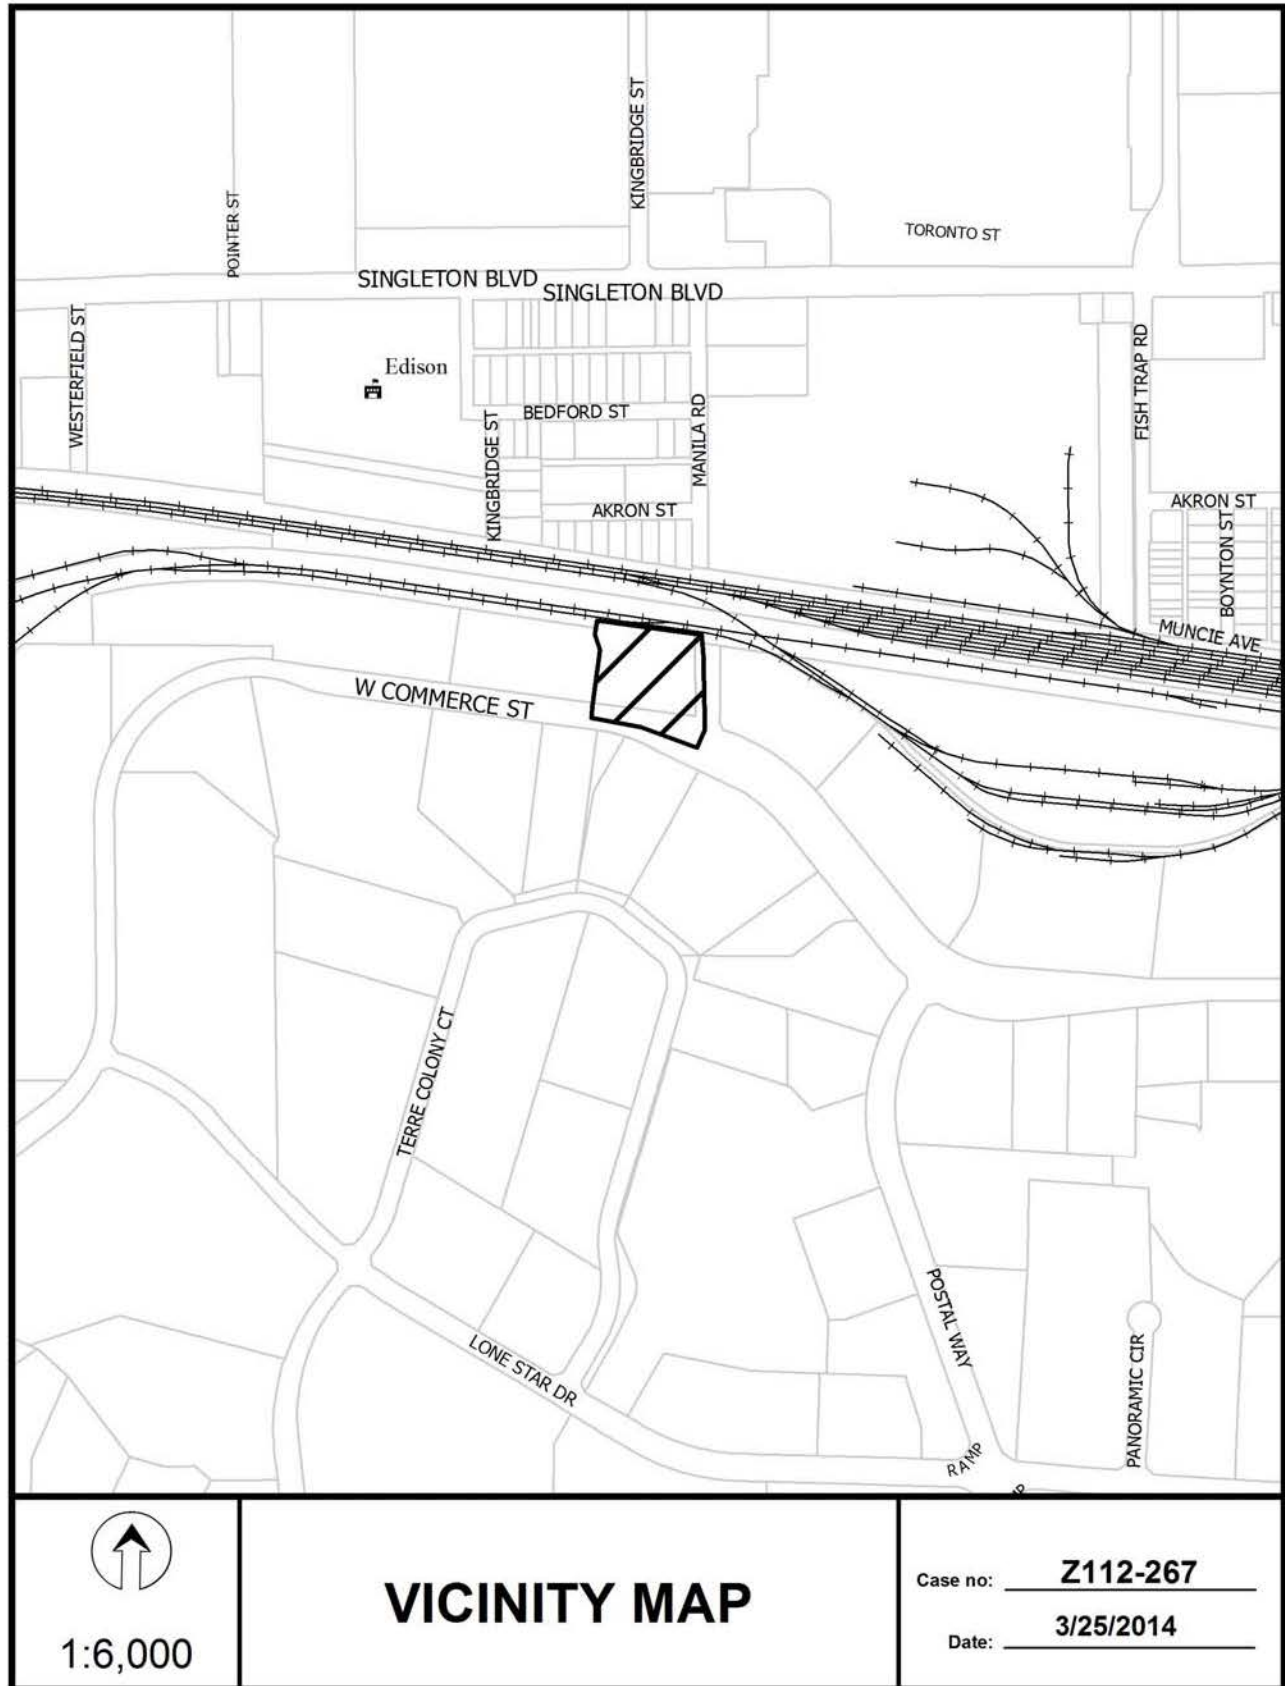 KINGBRIDGE ST
POINTER ST
TORONTO ST
SINGLETON BLVD
SINGLETON BLVD
WESTERFIELD ST
Edison
FISH TRAP RD
BEDFORD ST
MANILA RD
KINGBRIDGE ST
AKRON ST
AKRON ST
BOYNTON ST
MUNCIE AVE
W COMMERCE ST
TERRE COLONY CT
POSTAL WAY
LONE STAR DR
PANORAMIC CIR
RAMP
1:6,000
VICINITY MAP
Case no: Z112-267
Date: 3/25/2014